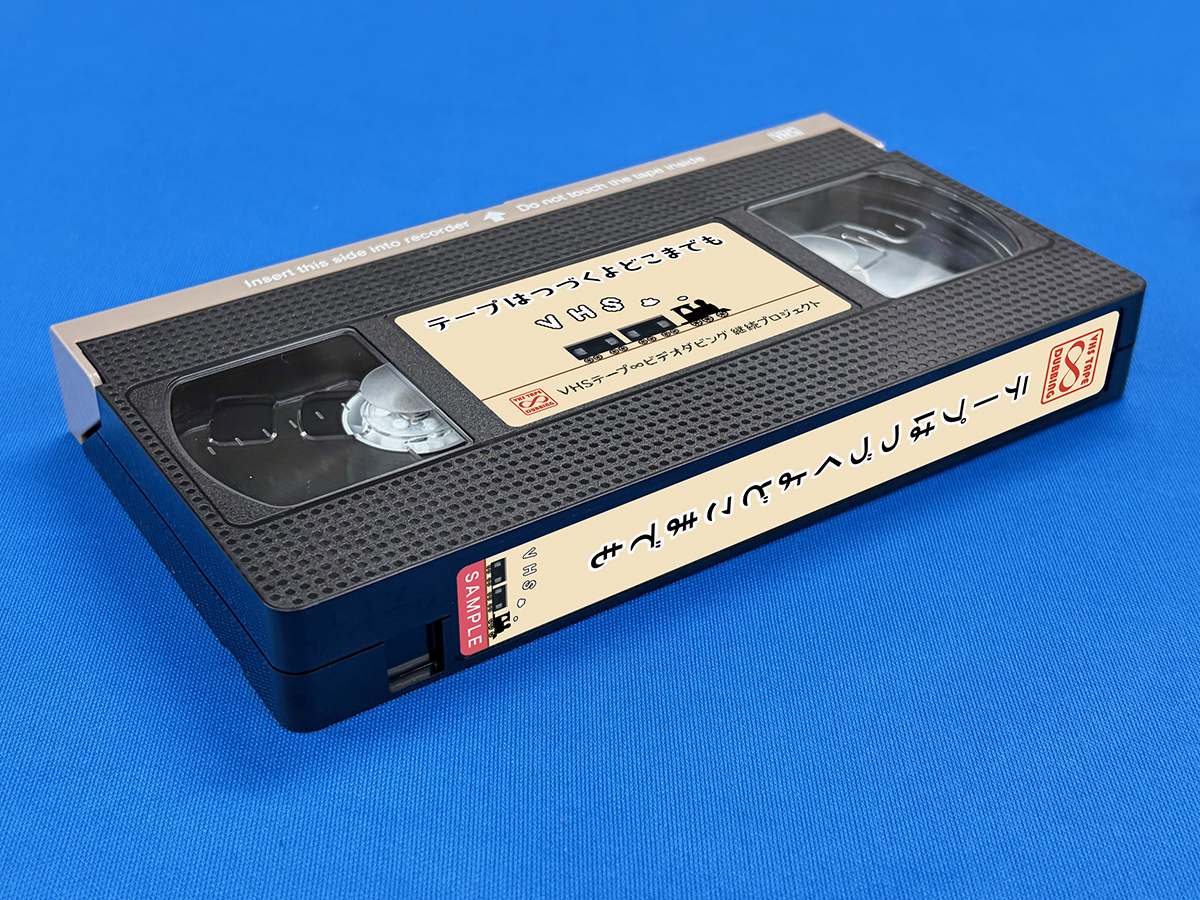 VHS
Insert this side into recorder ⇧ Do not touch the tape inside
テープはつづくよどこまでも
VHS
VHSテープ∞ビデオダビング 継続プロジェクト
VHS TAPE
DUBBING
VHS TAPE
DUBBING
テープはつづくよどこまでも
VHS
SAMPLE